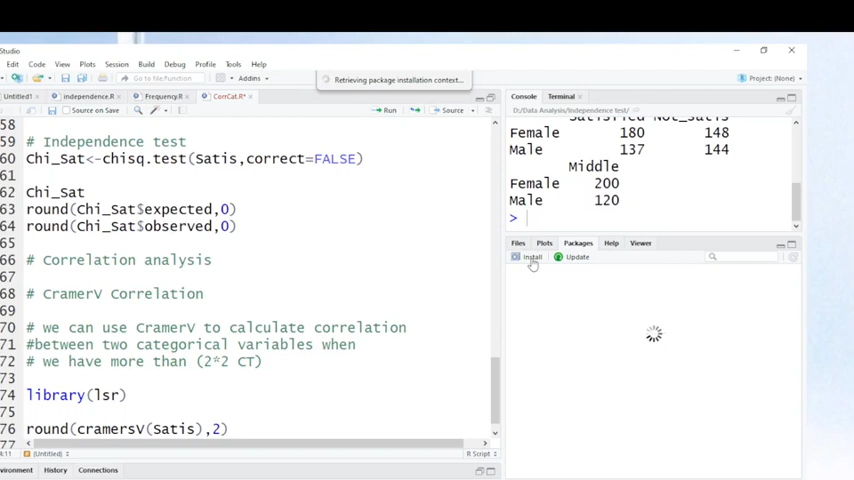 Studio
Edit Code View Plots Session Build Debug Profile Tools Help
Go to file/function
Addins
Retrieving package installation context...
Project: (None)
Untitled1
independence.R
Frequency.R
CorrCat.R*
Source on Save
Run
Source
58
59 # Independence test
60 Chi_Sat<-chisq.test(Satis,correct=FALSE)
61
62 Chi_Sat
63 round(Chi_Sat$expected,0)
64 round(Chi_Sat$observed,0)
65
66 # Correlation analysis
67
68 # CramerV Correlation
69
70 # we can use CramerV to calculate correlation
71 #between two categorical variables when
72 # we have more than (2*2 CT)
73
74 library(lsr)
75
76 round(cramersV(Satis),2)
77
(Untitled)
R Script
History Connections
Console Terminal
D:/Data Analysis/Independence test/
Satisfied Not_satis
Female 180 148
Male 137 144
Middle
Female 200
Male 120
>
Files Plots Packages Help Viewer
Install Update